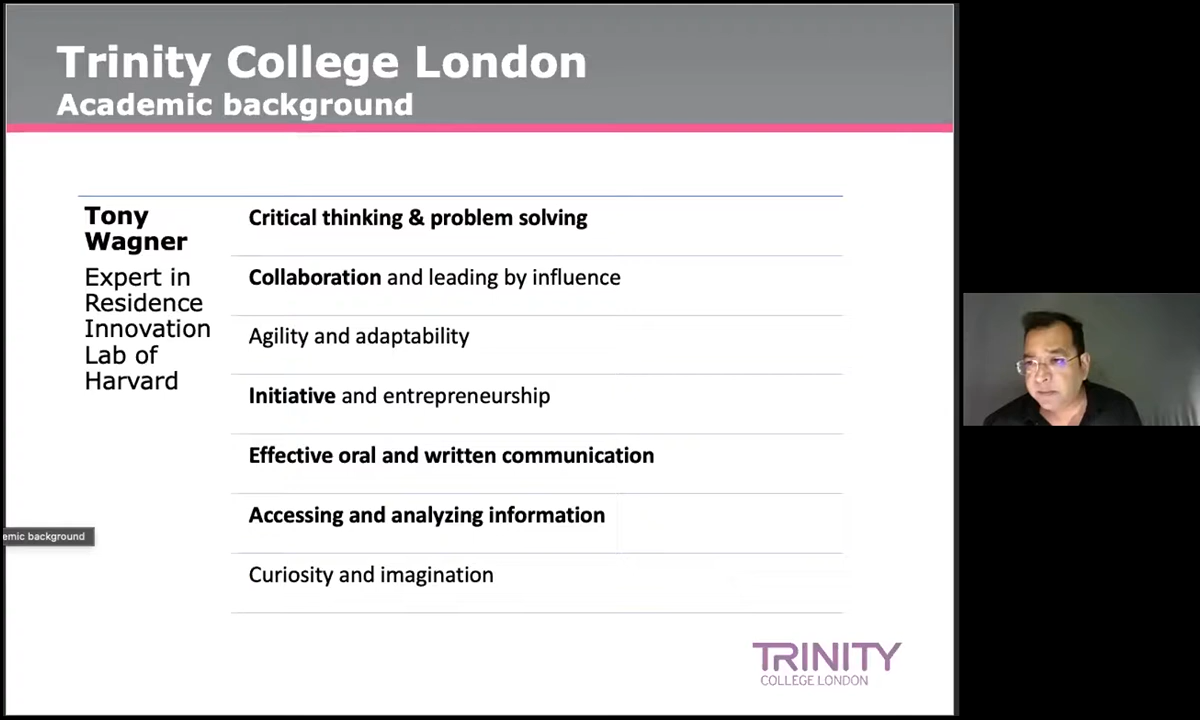 Trinity College London
Academic background
Tony
Wagner
Expert in
Residence
Innovation
Lab of
Harvard
Critical thinking & problem solving
Collaboration and leading by influence
Agility and adaptability
Initiative and entrepreneurship
Effective oral and written communication
Accessing and analyzing information
Curiosity and imagination
emic background
TRINITY
COLLEGE LONDON